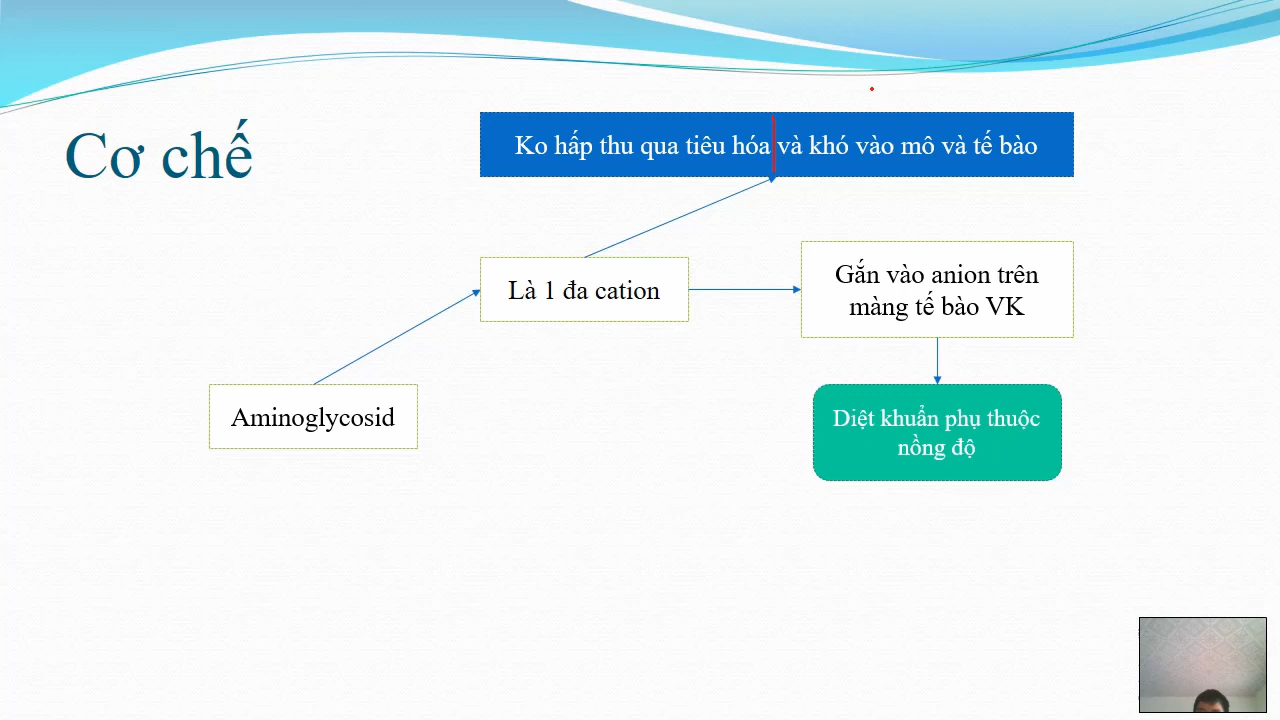 Cơ chế
Ko hấp thu qua tiêu hóa và khó vào mô và tế bào
Là 1 đa cation
Gắn vào anion trên
màng tế bào VK
Aminoglycosid
Diệt khuẩn phụ thuộc
nồng độ